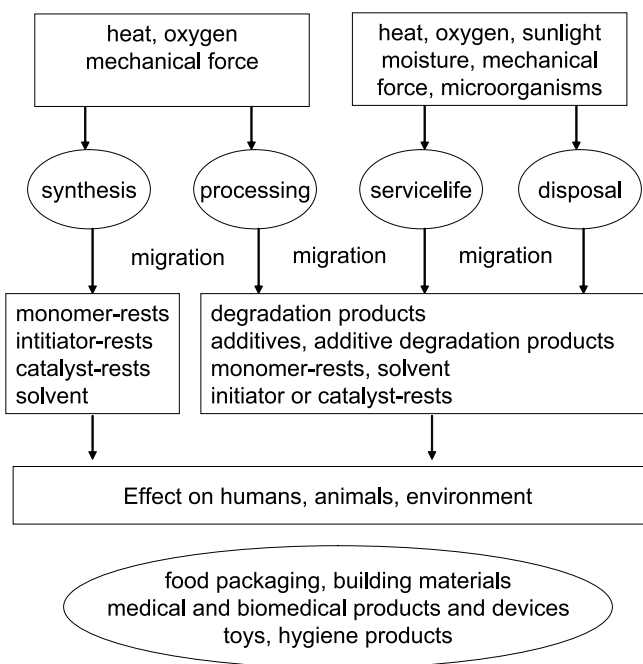 heat, oxygen
mechanical force
heat, oxygen, sunlight
moisture, mechanical
force, microorganisms
synthesis
processing
servicelife
disposal
migration
migration
migration
monomer-rests
intitiator-rests
catalyst-rests
solvent
degradation products
additives, additive degradation products
monomer-rests, solvent
initiator or catalyst-rests
Effect on humans, animals, environment
food packaging, building materials
medical and biomedical products and devices
toys, hygiene products